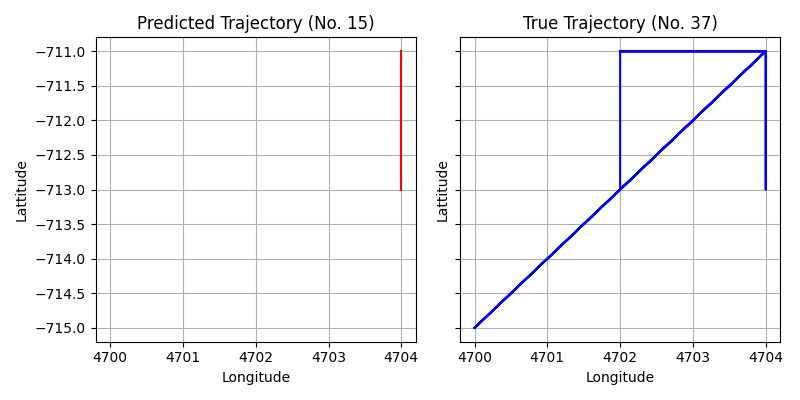 Predicted Trajectory (No. 15)
True Trajectory (No. 37)
−711.0
−711.5
−712.0
−712.5
−713.0
−713.5
−714.0
−714.5
−715.0
Lattitude
4700 4701 4702 4703 4704
Longitude
Lattitude
4700 4701 4702 4703 4704
Longitude